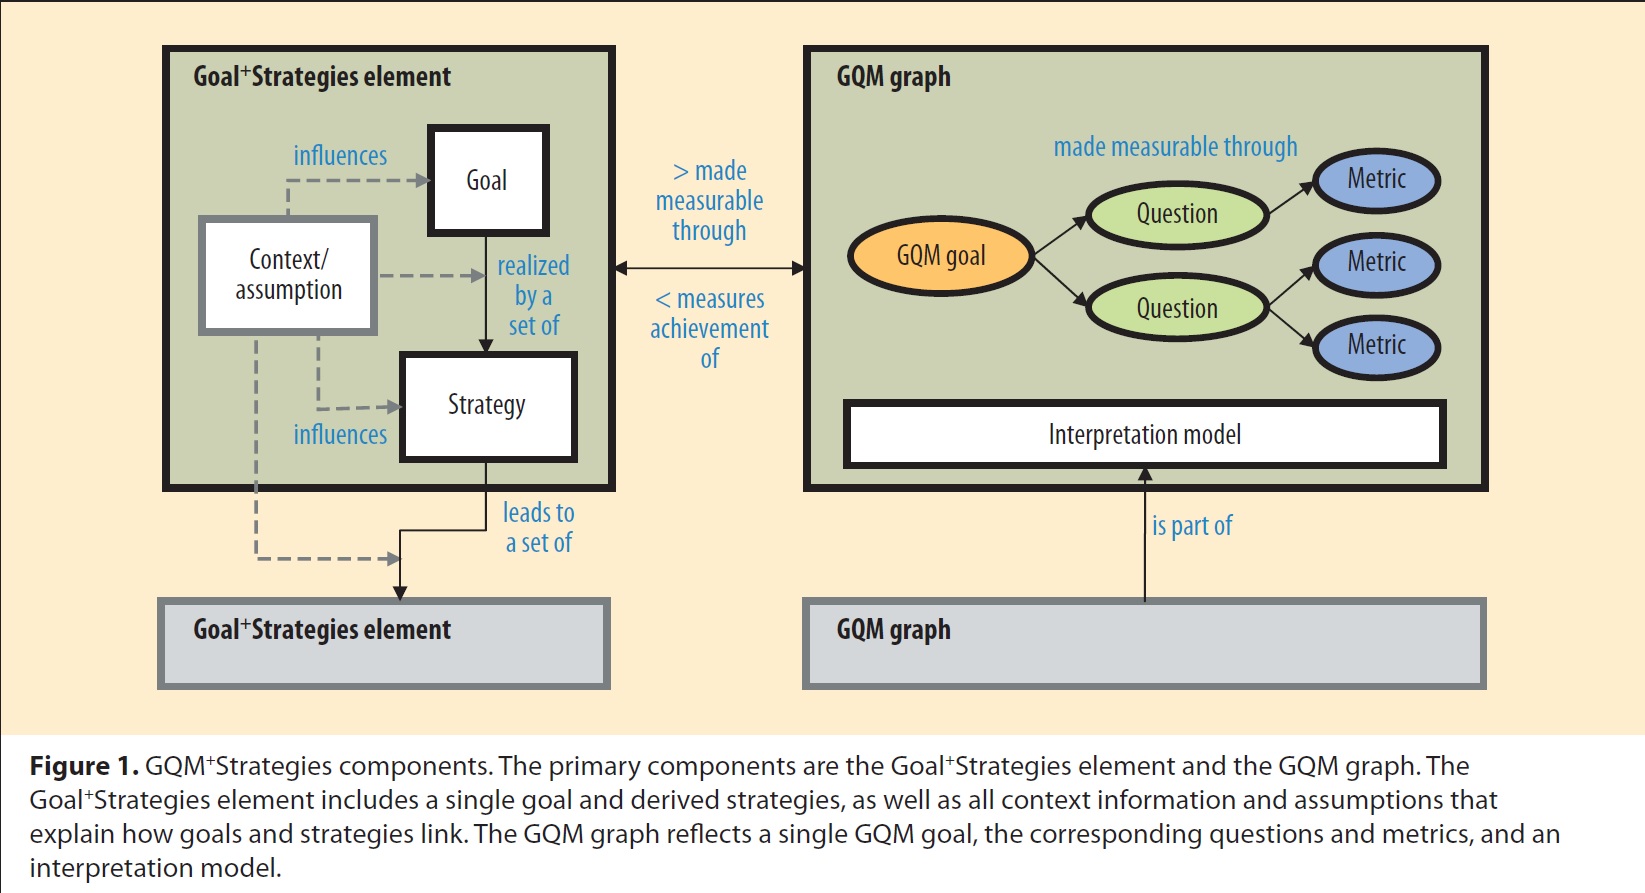 Goal+Strategies element
influences
Goal
Context/
assumption
realized
by a
set of
Strategy
influences
leads to
a set of
Goal+Strategies element
> made
measurable
through
< measures
achievement
of
GQM graph
made measurable through
GQM goal
Question
Question
Metric
Metric
Metric
Interpretation model
is part of
GQM graph
Figure 1. GQM+Strategies components. The primary components are the Goal+Strategies element and the GQM graph. The
Goal+Strategies element includes a single goal and derived strategies, as well as all context information and assumptions that
explain how goals and strategies link. The GQM graph reflects a single GQM goal, the corresponding questions and metrics, and an
interpretation model.